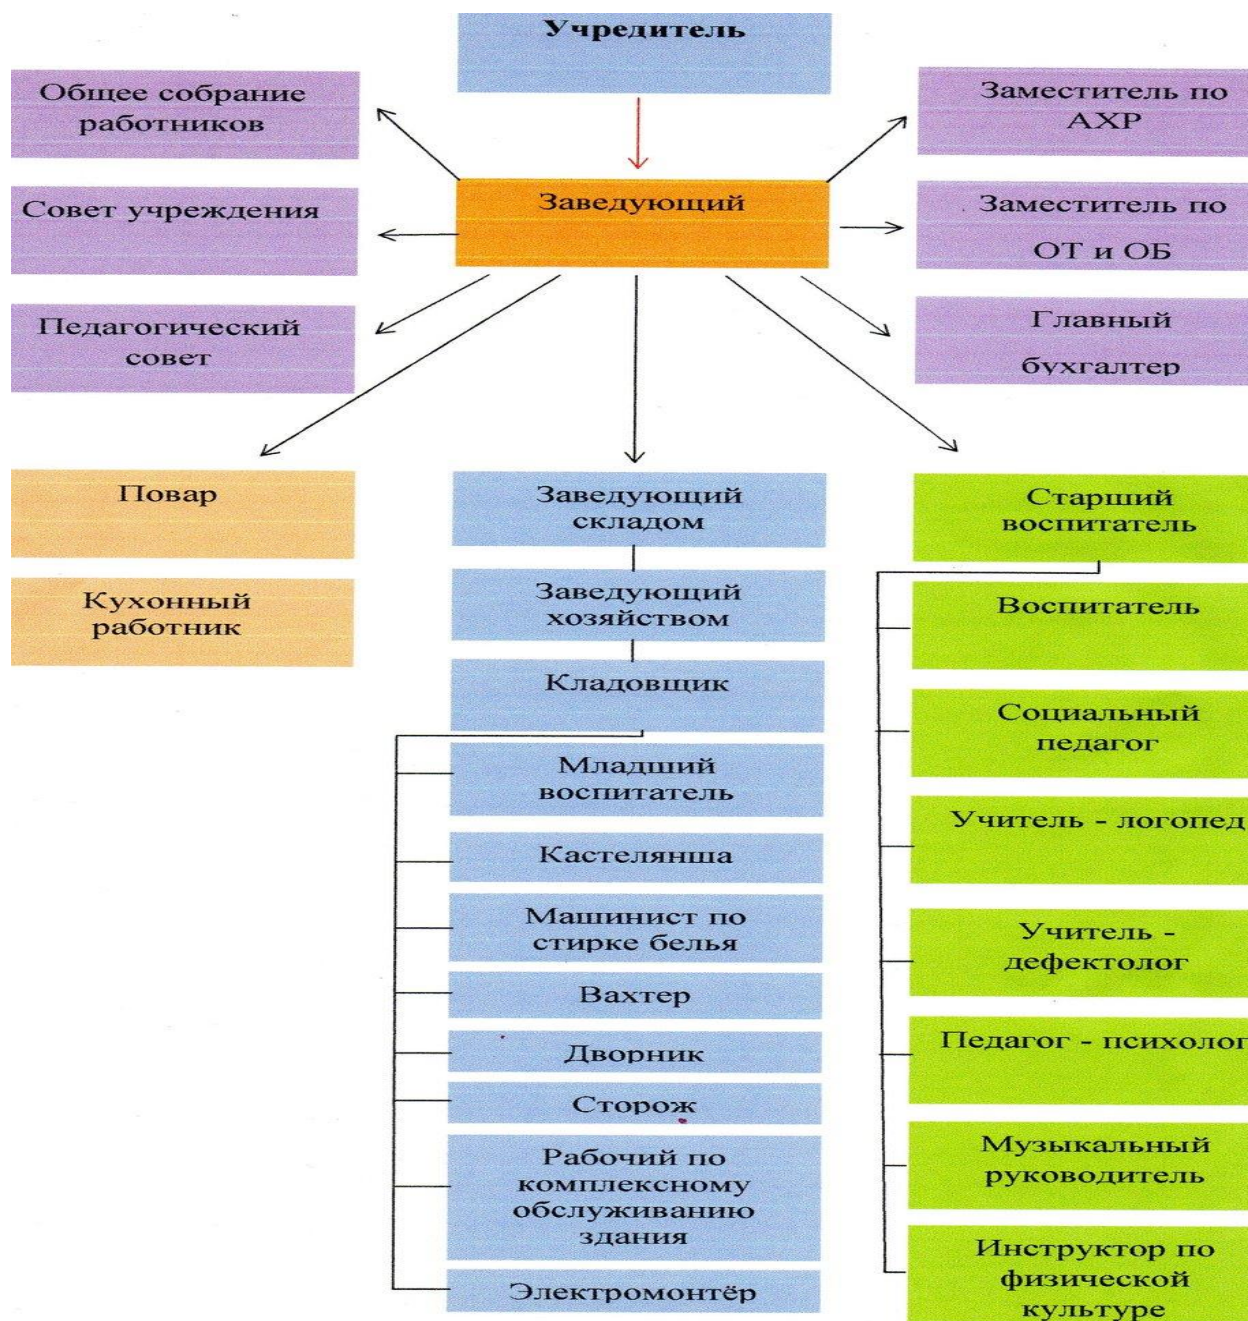 Учредитель
Общее собрание
работников
Заместитель по
АХР
Заведующий
Совет учреждения
Заместитель по
ОТ и ОБ
Педагогический
совет
Главный
бухгалтер
Повар
Кухонный
работник
Заведующий
складом
Заведующий
хозяйством
Кладовщик
Младший
воспитатель
Кастелянша
Машинист по
стирке белья
Вахтер
Дворник
Сторож
Рабочий по
комплексному
обслуживанию
здания
Электромонтёр
Старший
воспитатель
Воспитатель
Социальный
педагог
Учитель - логопед
Учитель -
дефектолог
Педагог - психолог
Музыкальный
руководитель
Инструктор по
физической
культуре